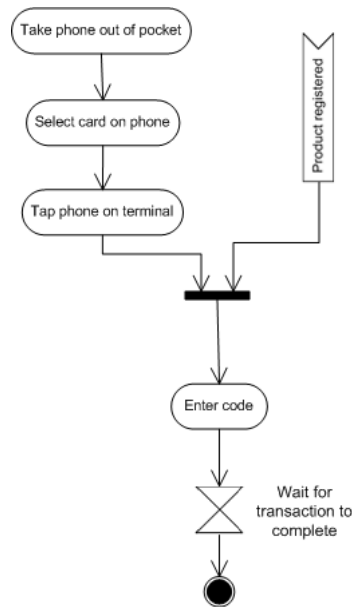 Take phone out of pocket
Product registered
Select card on phone
Tap phone on terminal
Enter code
Wait for
transaction to
complete